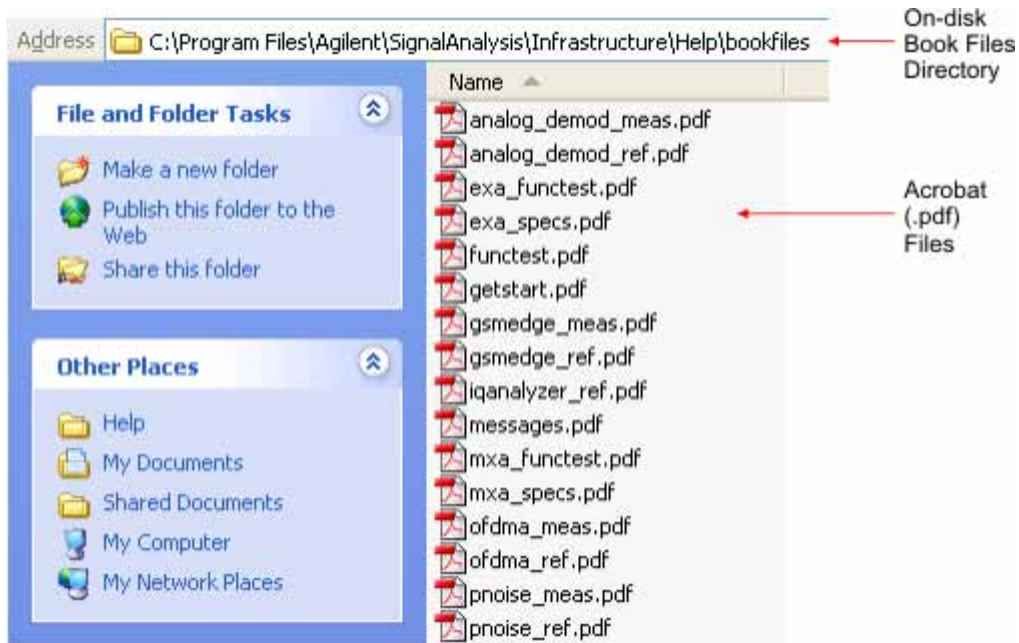 Address C:\Program Files\Agilent\SignalAnalysis\Infrastructure\Help\bookfiles
On-disk
Book Files
Directory
File and Folder Tasks
Make a new folder
Publish this folder to the
Web
Share this folder
Other Places
Help
My Documents
Shared Documents
My Computer
My Network Places
Name
analog_demod_meas.pdf
analog_demod_ref.pdf
exa_functest.pdf
exa_specs.pdf
functest.pdf
getstart.pdf
gsmedge_meas.pdf
gsmedge_ref.pdf
iqanalyzer_ref.pdf
messages.pdf
mxa_functest.pdf
mxa_specs.pdf
ofdma_meas.pdf
ofdma_ref.pdf
pnoise_meas.pdf
pnoise_ref.pdf
Acrobat
(.pdf)
Files